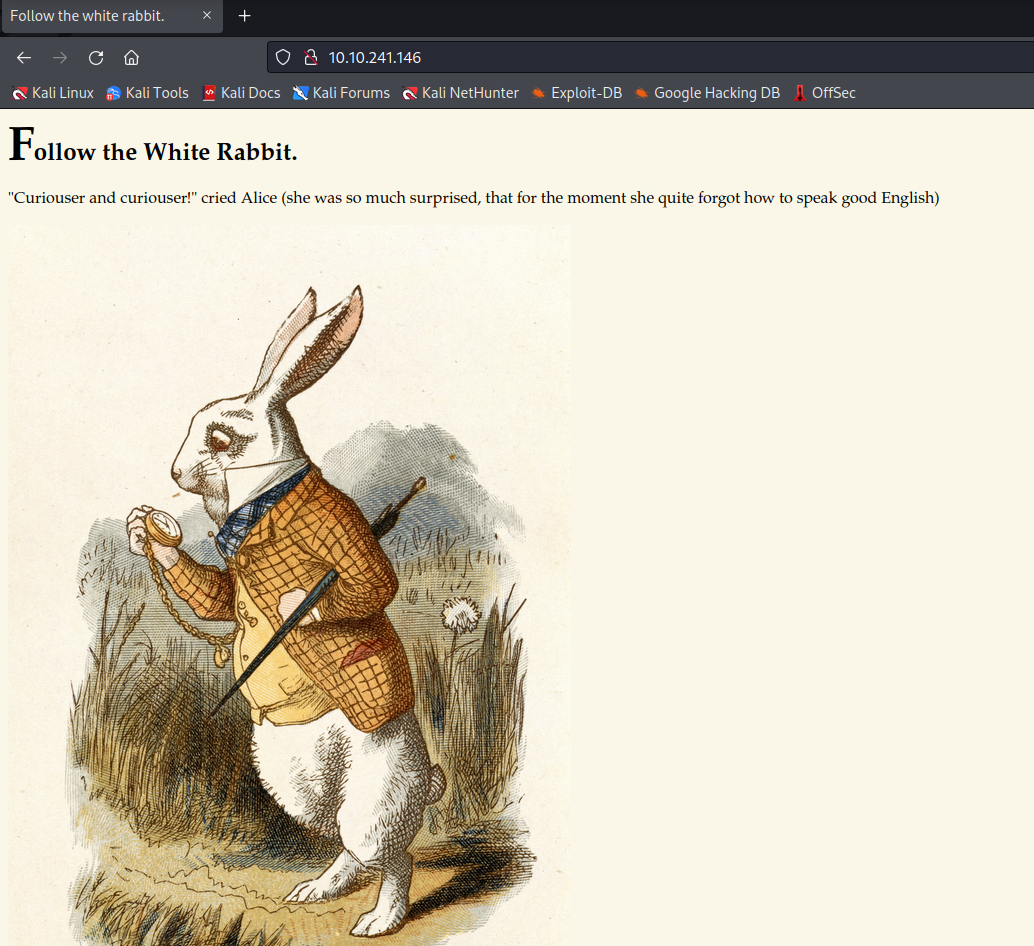 Follow the white rabbit.
10.10.241.146
Kali Linux Kali Tools Kali Docs Kali Forums Kali NetHunter Exploit-DB Google Hacking DB OffSec
Follow the White Rabbit.
"Curiouser and curiouser!" cried Alice (she was so much surprised, that for the moment she quite forgot how to speak good English)